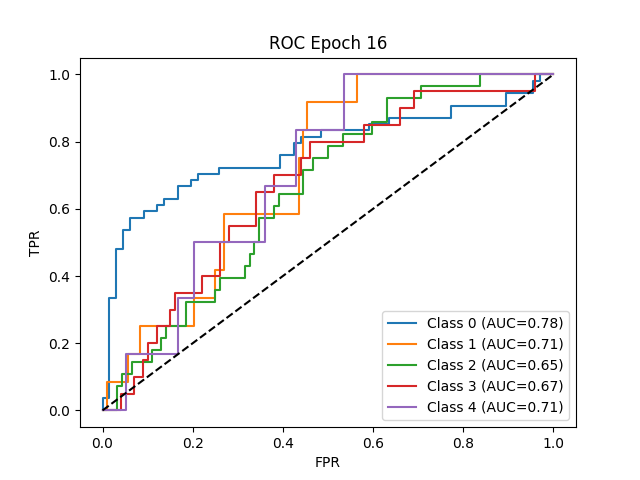 ROC Epoch 16
TPR
1.0
0.8
0.6
0.4
0.2
0.0
Class 0 (AUC=0.78)
Class 1 (AUC=0.71)
Class 2 (AUC=0.65)
Class 3 (AUC=0.67)
Class 4 (AUC=0.71)
0.0 0.2 0.4 0.6 0.8 1.0
FPR